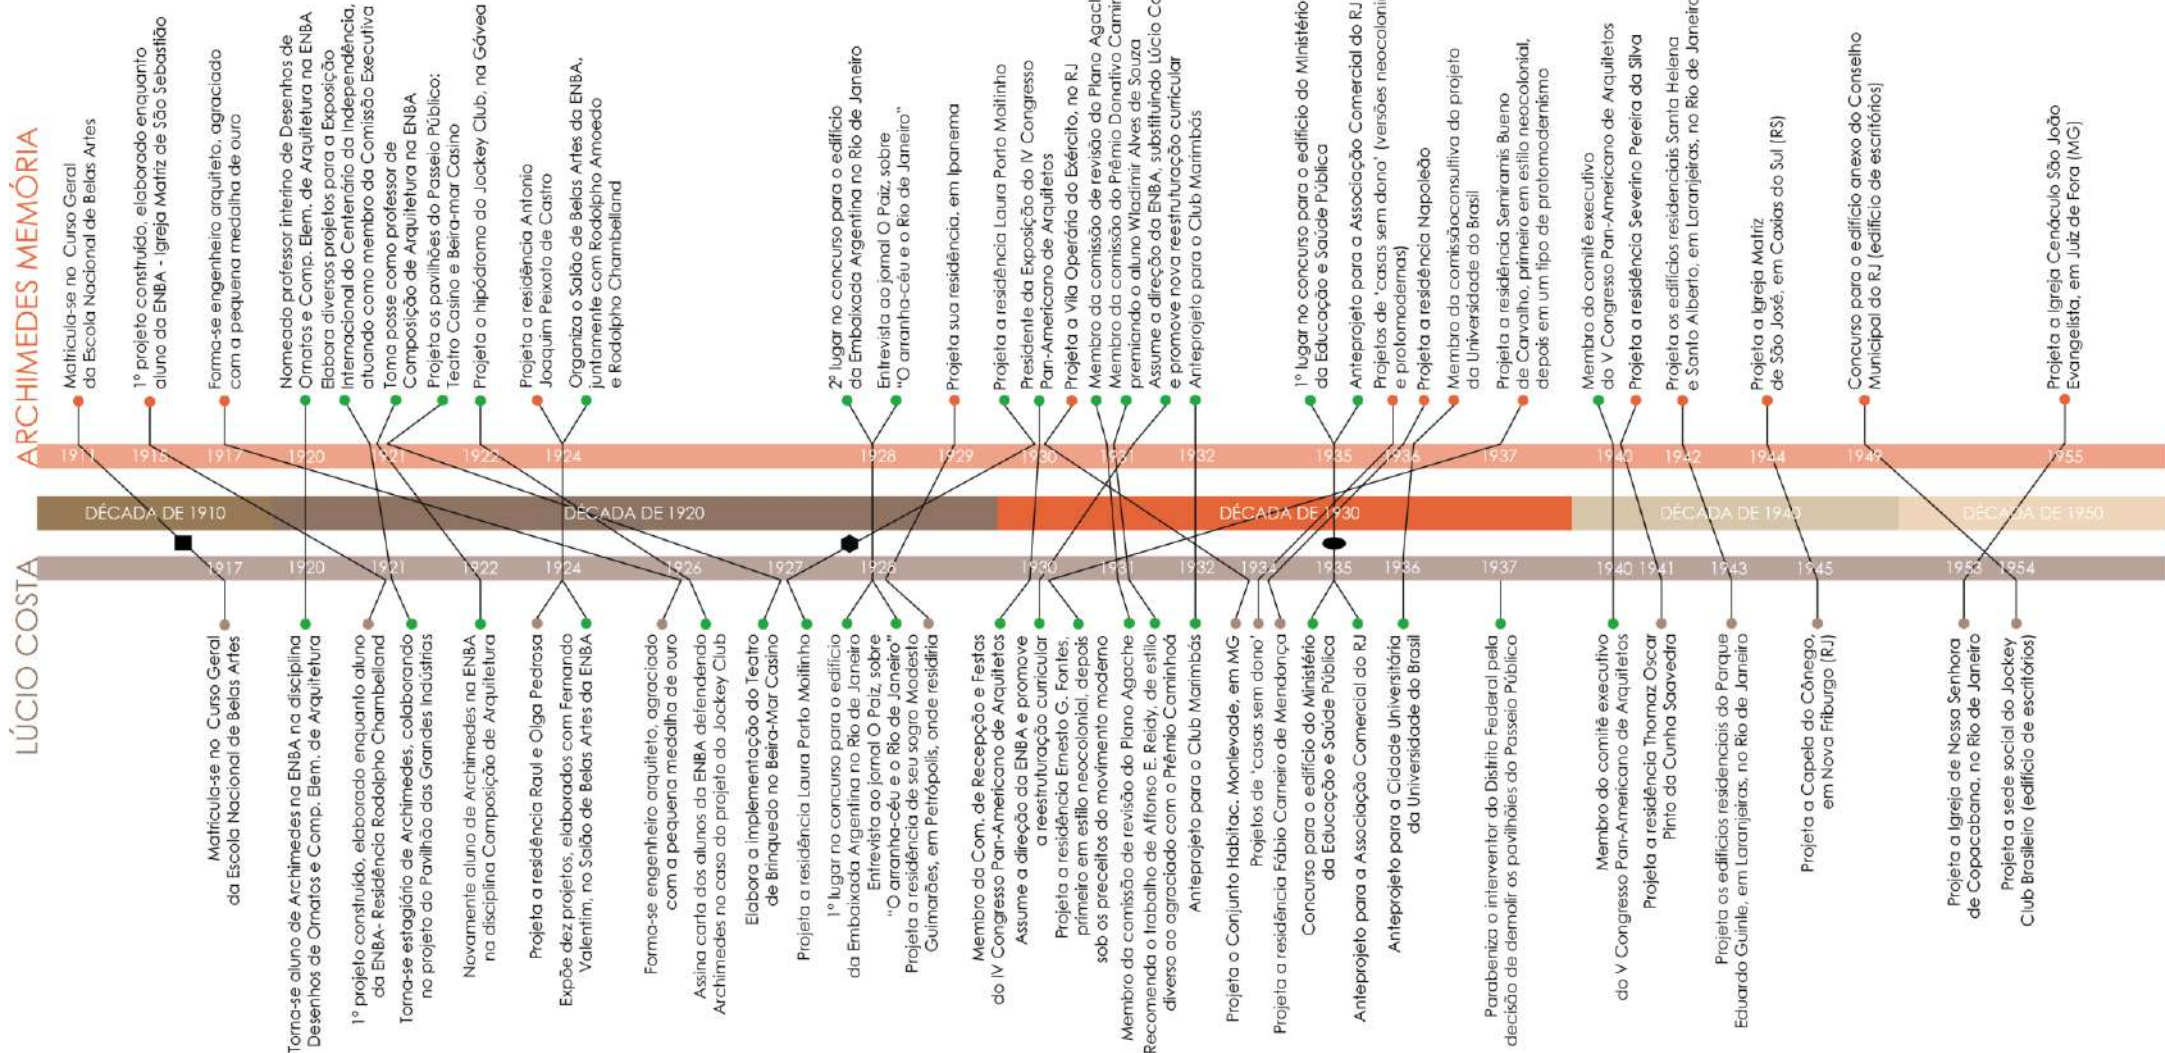 ARCHIMEDES MEMÓRIA
Matricula-se no Curso Geral
da Escola Nacional de Belas Artes
1º projeto construído, elaborado enquanto
aluno da ENBA - Igreja Matriz de São Sebastião
Forma-se engenheiro arquiteto, agraciado
com a pequena medalha de ouro
Nomeado professor interino de Desenhos de
Ornato e Comp. Elem. de Arquitetura na ENBA
Elabora diversos projetos para a Exposição
Internacional do Centenário da Independência,
atuando como membro da Comissão Executiva
Toma posse como professor de
Composição de Arquitetura na ENBA
Projeta os pavilhões do Passeio Público:
Teatro Casino e Beira-mar Casino
Projeta o hipódromo do Jockey Club, na Gávea
Projeta a residência Antonio
Joaquim Peixoto de Castro
Organiza o Salão de Belas Artes da ENBA,
juntamente com Rodolpho Amoedo
e Rodolpho Chambelland
2º lugar no concurso para o edifício
da Embaixada Argentina no Rio de Janeiro
Entrevista ao jornal O Paiz, sobre
"O arranha-céu e o Rio de Janeiro"
Projeta sua residência, em Ipanema
Projeta a residência Laura Porto Moitinho
Presidente da Exposição do IV Congresso
Pan-Americano de Arquitetos
Projeta a Vila Operária do Exército, no RJ
Membro da comissão de revisão do Plano
Membro da comissão do Prêmio Donativo
premiando o aluno Wladimir Alves de Souza
Assume a direção da ENBA, substituindo Lúcio
e promove nova reestruturação curricular
Anteprojeto para o Club Marimbás
1º lugar no concurso para o edifício do Ministério
da Educação e Saúde Pública
Anteprojeto para a Associação Comercial do RJ
Projetos de 'casas sem dono' (versões
e protomodernas)
Projeta a residência Napoleão
Membro da comissãoconsultiva do projeto
da Universidade do Brasil
Projeta a residência Semiramis Bueno
de Carvalho, primeiro em estilo neocolonial,
depois em um tipo de protomodernismo
Membro do comitê executivo
do V Congresso Pan-Americano de Arquitetos
Projeta a residência Severino Pereira da Silva
Projeta os edifícios residenciais Santa Helena
e Santo Alberto, em Laranjeiras, no Rio de Janeiro
Projeta a Igreja Matriz
de São José, em Caxias do Sul (RS)
Concurso para o edifício anexo do Conselho
Municipal do RJ (edifício de escritórios)
Projeta a Igreja Cenáculo São João
Evangelista, em Juiz de Fora (MG)
1911 1915 1917 1920 1921 1922 1924 1928 1929 1930 1931 1932 1935 1936 1937 1940 1942 1944 1949 1955
DÉCADA DE 1910 DÉCADA DE 1920 DÉCADA DE 1930 DÉCADA DE 1940 DÉCADA DE 1950
1917 1920 1921 1922 1924 1926 1927 1928 1930 1931 1932 1934 1935 1936 1937 1940 1941 1943 1945 1953 1954
LÚCIO COSTA
Matricula-se no Curso Geral
da Escola Nacional de Belas Artes
Torna-se aluno de Archimedes na ENBA na disciplina
Desenhos de Ornatos e Comp. Elem. de Arquitetura
1º projeto construído, elaborado enquanto aluno
da ENBA- Residência Rodolpho Chambelland
Torna-se estagiário de Archimedes, colaborando
no projeto do Pavilhão das Grandes Indústrias
Novamente aluno de Archimedes na ENBA
na disciplina Composição de Arquitetura
Projeta a residência Raul e Olga Pedrosa
Expõe dez projetos, elaborados com Fernando
Valentim, no Salão de Belas Artes da ENBA
Forma-se engenheiro arquiteto, agraciado
com a pequena medalha de ouro
Assina carta dos alunos da ENBA defendendo
Archimedes no caso do projeto do Jockey Club
Elabora a implementação do Teatro
de Brinquedo no Beira-Mar Casino
Projeta a residência Laura Porto Moitinho
1º lugar no concurso para o edifício
da Embaixada Argentina no Rio de Janeiro
Entrevista ao jornal O Paiz, sobre
"O arranha-céu e o Rio de Janeiro"
Projeta a residência de seu sogro Modesto
Guimarães, em Petrópolis, onde residiria
Membro da Com. de Recepção e Festas
do IV Congresso Pan-Americano de Arquitetos
Assume a direção da ENBA e promove
a reestruturação curricular
Projeta a residência Ernesto G. Fontes,
primeiro em estilo neocolonial, depois
sob os preceitos do movimento moderno
Membro da comissão de revisão do Plano Agache
Recomenda o trabalho de Affonso E. Reidy, de estilo
diverso ao agraciado com o Prêmio Caminhoá
Anteprojeto para o Club Marimbás
Projeta o Conjunto Habitac. Monlevade, em MG
Projetos de 'casas sem dono'
Projeta a residência Fábio Carneiro de Mendonça
Concurso para o edifício do Ministério
da Educação e Saúde Pública
Anteprojeto para a Associação Comercial do RJ
Anteprojeto para a Cidade Universitária
da Universidade do Brasil
Parabeniza o interventor do Distrito Federal pela
decisão de demolir os pavilhões do Passeio Público
Membro do comitê executivo
do V Congresso Pan-Americano de Arquitetos
Projeta a residência Thomaz Oscar
Pinto da Cunha Saavedra
Projeta os edifícios residenciais do Parque
Eduardo Guinle, em Laranjeiras, no Rio de Janeiro
Projeta a Capela do Cônego,
em Nova Friburgo (RJ)
Projeta a Igreja de Nossa Senhora
de Copacabana, no Rio de Janeiro
Projeta a sede social do Jockey
Club Brasileiro (edifício de escritórios)